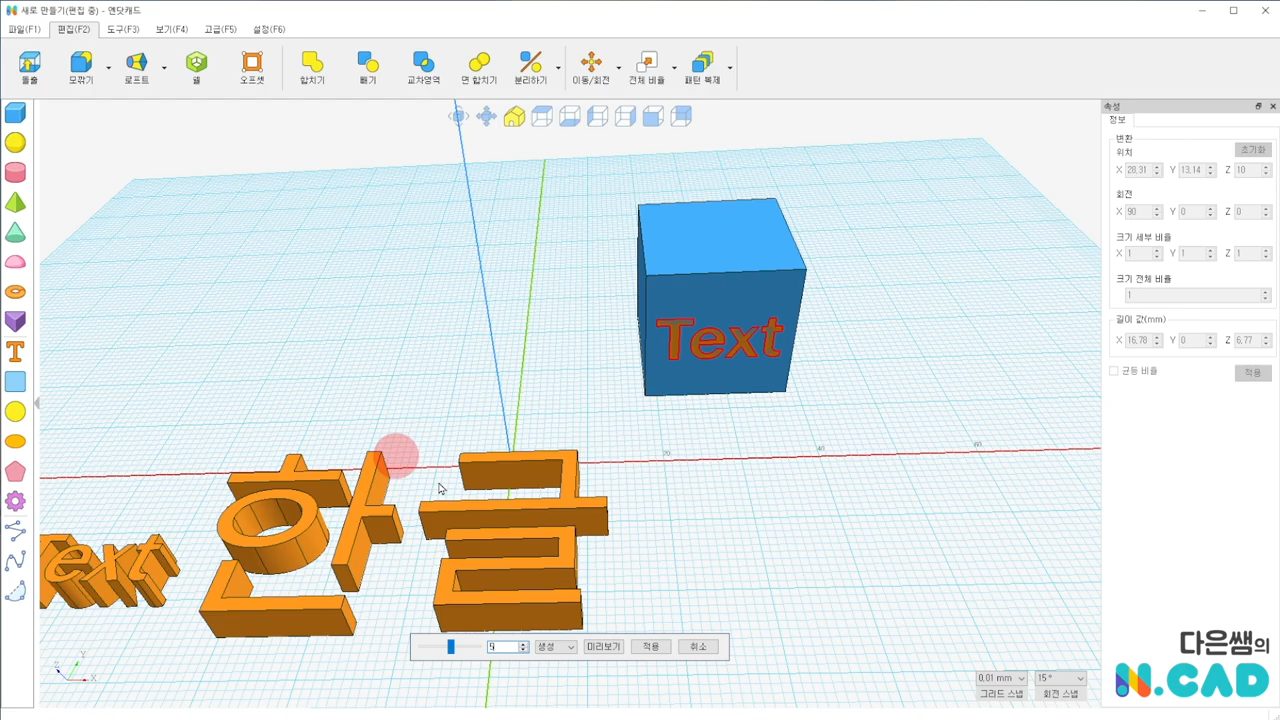 새로 만들기(편집 중) - 엔닷캐드
파일(F1) 편집(F2) 도구(F3) 보기(F4) 고급(F5) 설정(F6)
돌출 모깎기 로프트 쉘 오프셋 합치기 빼기 교차영역 면 합치기 분리하기 이동/회전 전체 비율 패턴 복제
속성
정보
변환
위치 초기화
X 28,31 Y 13,14 Z 10
회전
X 90 Y 0 Z 0
크기 세부 비율
X 1 Y 1 Z 1
크기 전체 비율
1
길이 값(mm)
X 16,78 Y 0 Z 6,77
균등 비율 적용
Text
20 40 60
한글
ext
5 생성 미리보기 적용 취소
Z Y X
0,01 mm 15°
그리드 스냅 회전 스냅
다은쌤의
N.CAD